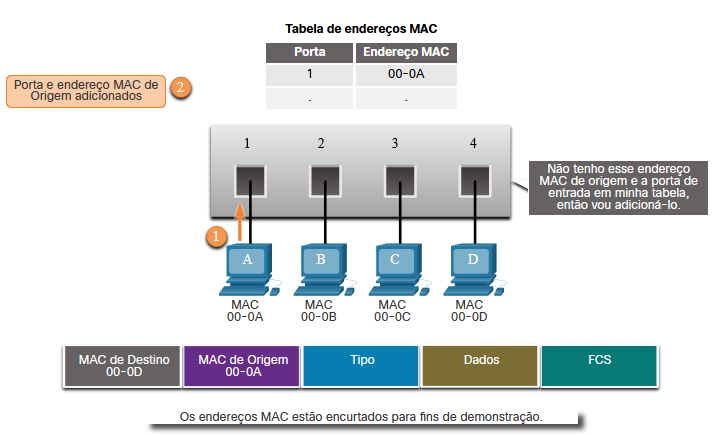 Tabela de endereços MAC
Porta Endereço MAC
1 00-0A
. .
Porta e endereço MAC de
Origem adicionados
2
1 2 3 4
Não tenho esse endereço
MAC de origem e a porta de
entrada em minha tabela,
então vou adicioná-lo.
1
A B C D
MAC MAC MAC MAC
00-0A 00-0B 00-0C 00-0D
MAC de Destino MAC de Origem Tipo Dados FCS
00-0D 00-0A
Os endereços MAC estão encurtados para fins de demonstração.